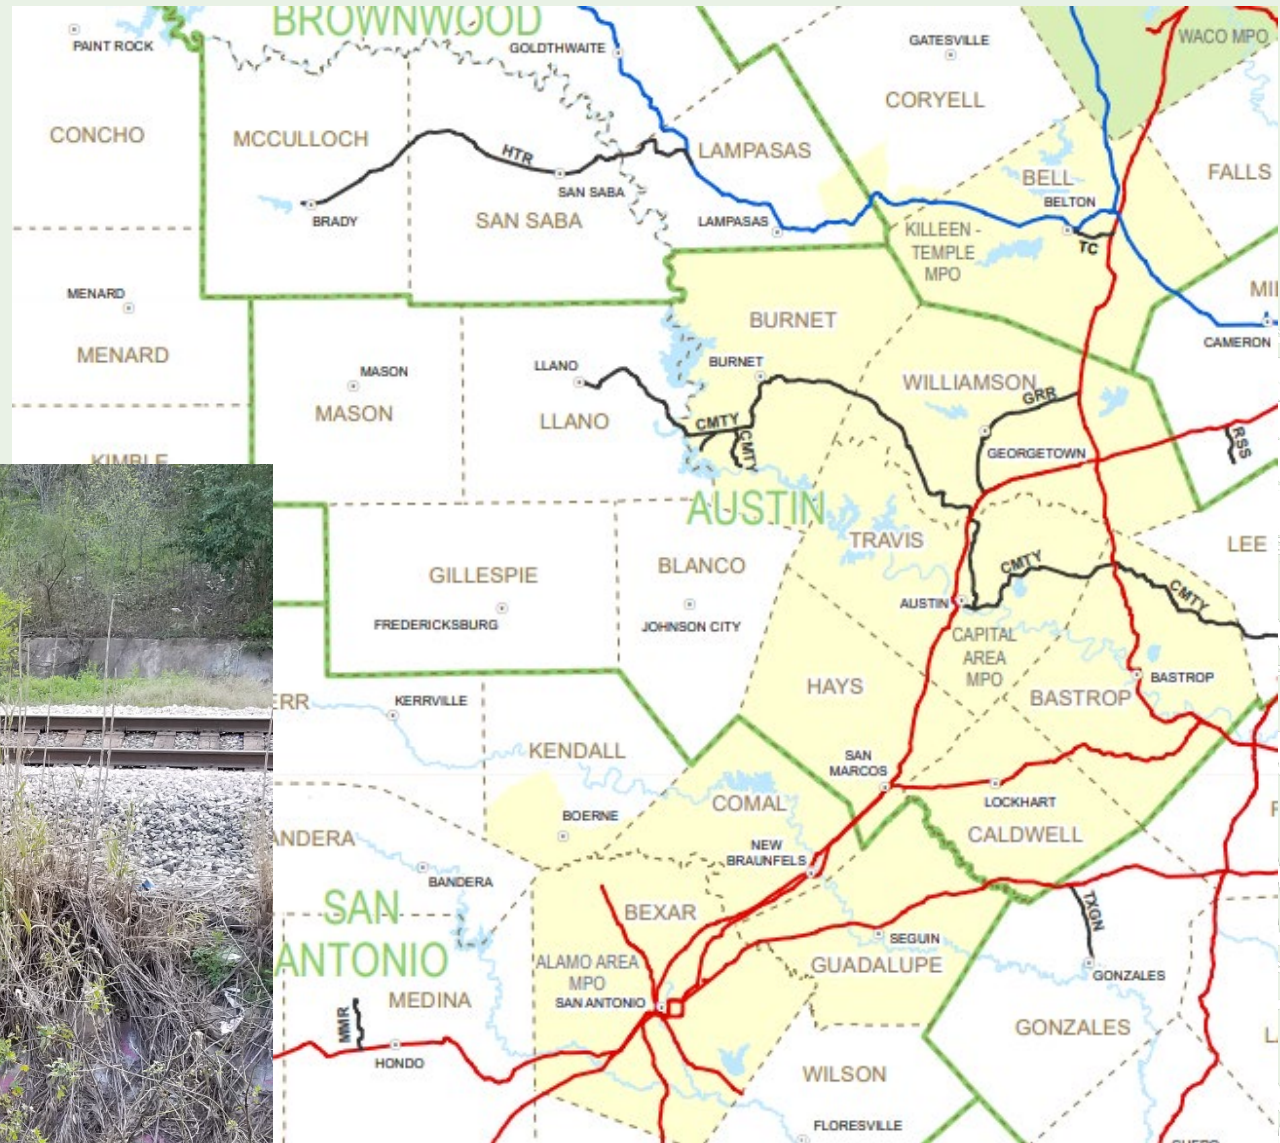 BROWNWOOD
PAINT ROCK
GOLDTHWAITE
GATESVILLE
WACO MPO
CORYELL
CONCHO
MCCULLOCH
LAMPASAS
FALLS
HTR
BELL
SAN SABA
BRADY
SAN SABA
LAMPASAS
BELTON
KILLEEN -
TEMPLE
MPO
TC
MENARD
MIL
BURNET
CAMERON
MENARD
MASON
LLANO
BURNET
WILLIAMSON
MASON
LLANO
GRR
CMTY
CMTY
GEORGETOWN
RSS
KIMBLE
AUSTIN
TRAVIS
LEE
GILLESPIE
BLANCO
CMTY
CMTY
FREDERICKSBURG
JOHNSON CITY
AUSTIN
CAPITAL
AREA
MPO
BASTROP
HAYS
BASTROP
ERR
KERRVILLE
KENDALL
SAN
MARCOS
COMAL
LOCKHART
BOERNE
CALDWELL
ANDERA
NEW
BRAUNFELS
BANDERA
SAN
ANTONIO
BEXAR
TXGN
SEGUIN
ALAMO AREA
MPO
GUADALUPE
GONZALES
MEDINA
SAN ANTONIO
MMR
GONZALES
HONDO
WILSON
FLORESVILLE